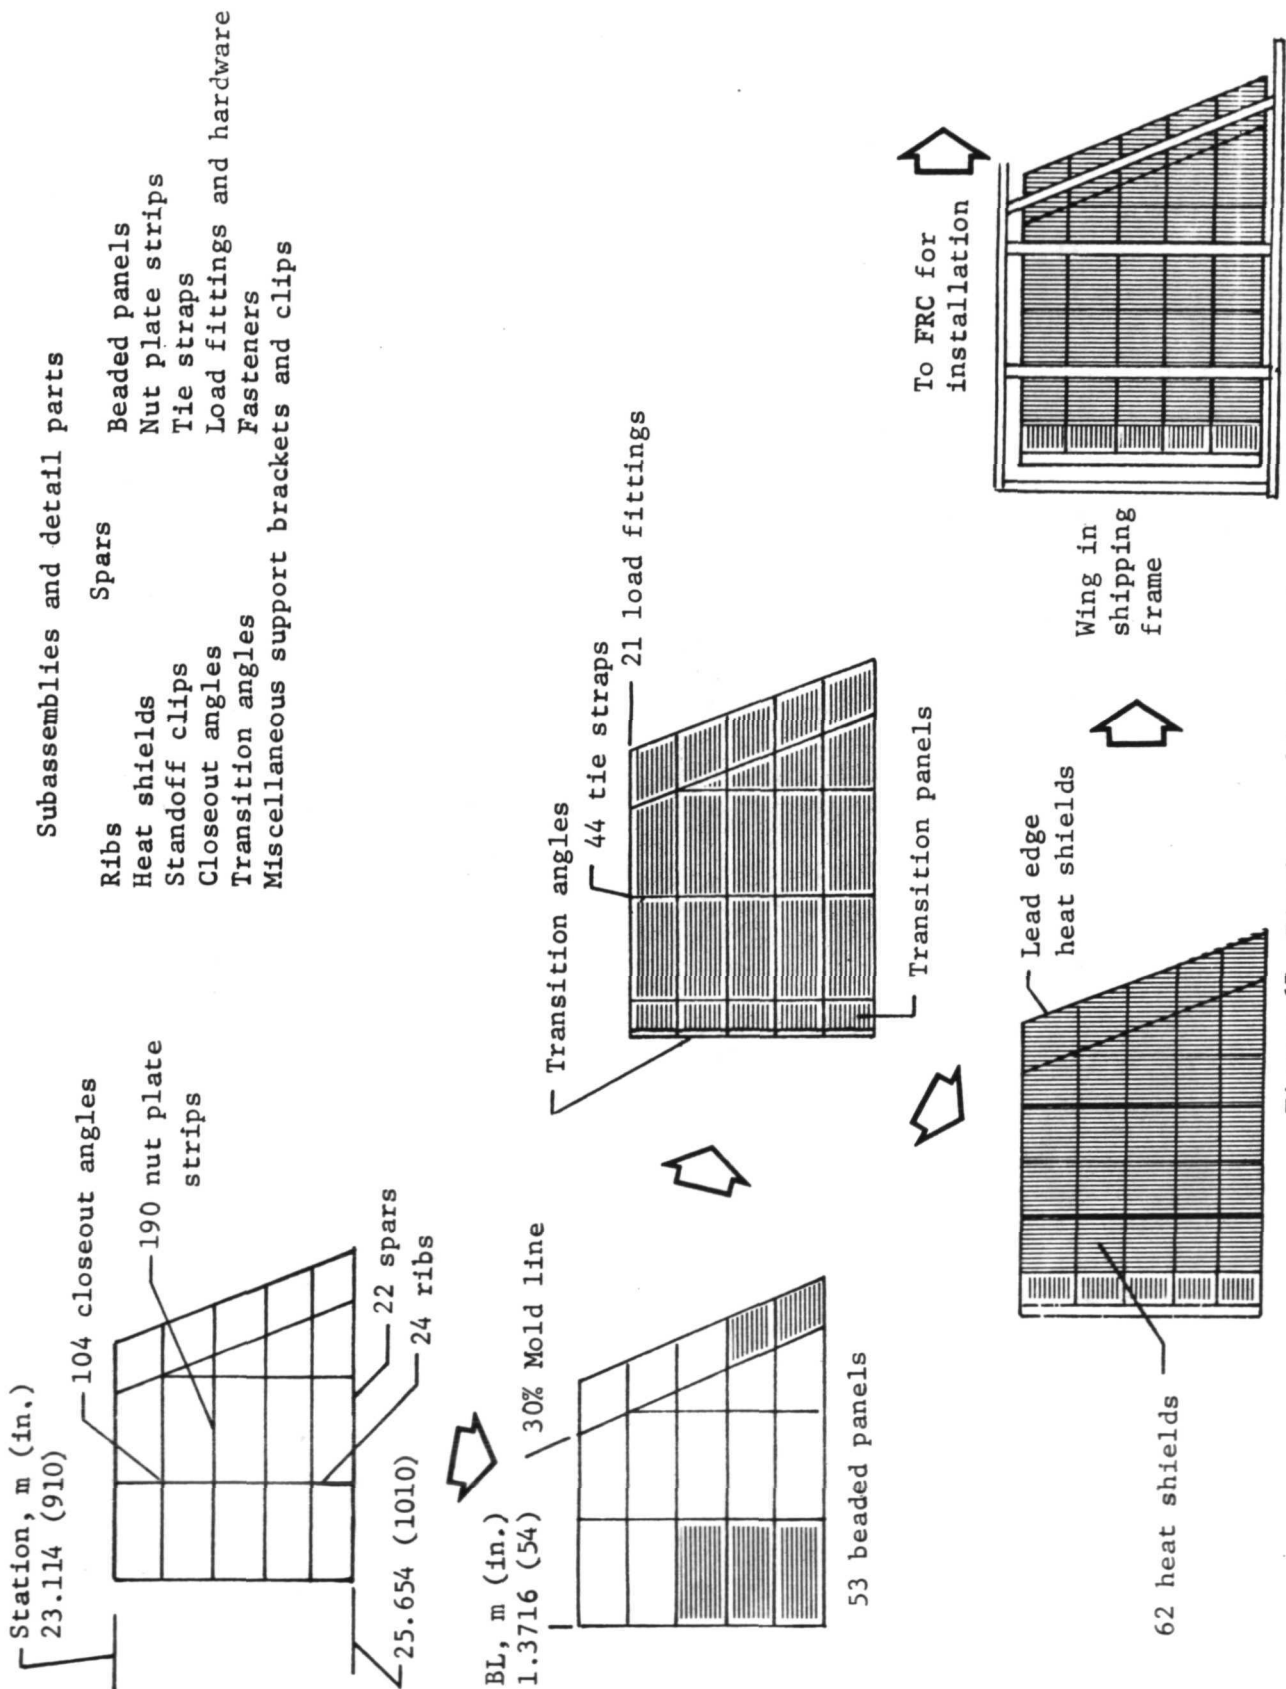 Subassemblies and detail parts
Ribs
Heat shields
Standoff clips
Closeout angles
Transition angles
Miscellaneous support brackets and clips
Spars
Beaded panels
Nut plate strips
Tie straps
Load fittings and hardware
Fasteners
Station, m (in.)
23.114 (910)
104 closeout angles
190 nut plate
strips
22 spars
24 ribs
25.654 (1010)
BL, m (in.)
1.3716 (54)
30% Mold line
53 beaded panels
Transition angles
44 tie straps
21 load fittings
Transition panels
62 heat shields
Lead edge
heat shields
Wing in
shipping
frame
To FRC for
installation